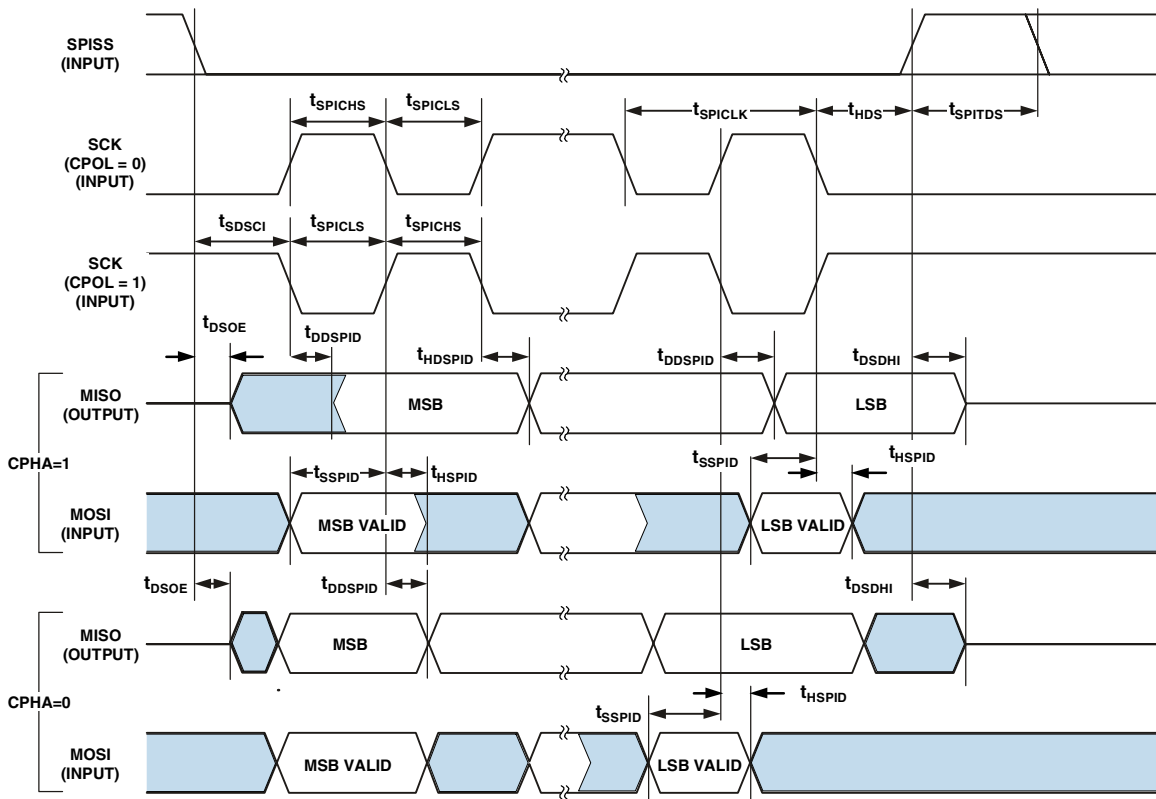 SPISS
(INPUT)
tSPICHS tSPICLS tSPICLK tHDS tSPITDS
SCK
(CPOL = 0)
(INPUT)
tSDSCI tSPICLS tSPICHS
SCK
(CPOL = 1)
(INPUT)
tDSOE tDDSPID tHDSPID tDDSPID tDSDHI
MISO
(OUTPUT)
MSB LSB
CPHA=1
tSSPID tHSPID tSSPID tHSPID
MOSI
(INPUT)
MSB VALID LSB VALID
tDSOE tDDSPID tDSDHI
MISO
(OUTPUT)
MSB LSB
CPHA=0
tSSPID tHSPID
MOSI
(INPUT)
MSB VALID LSB VALID